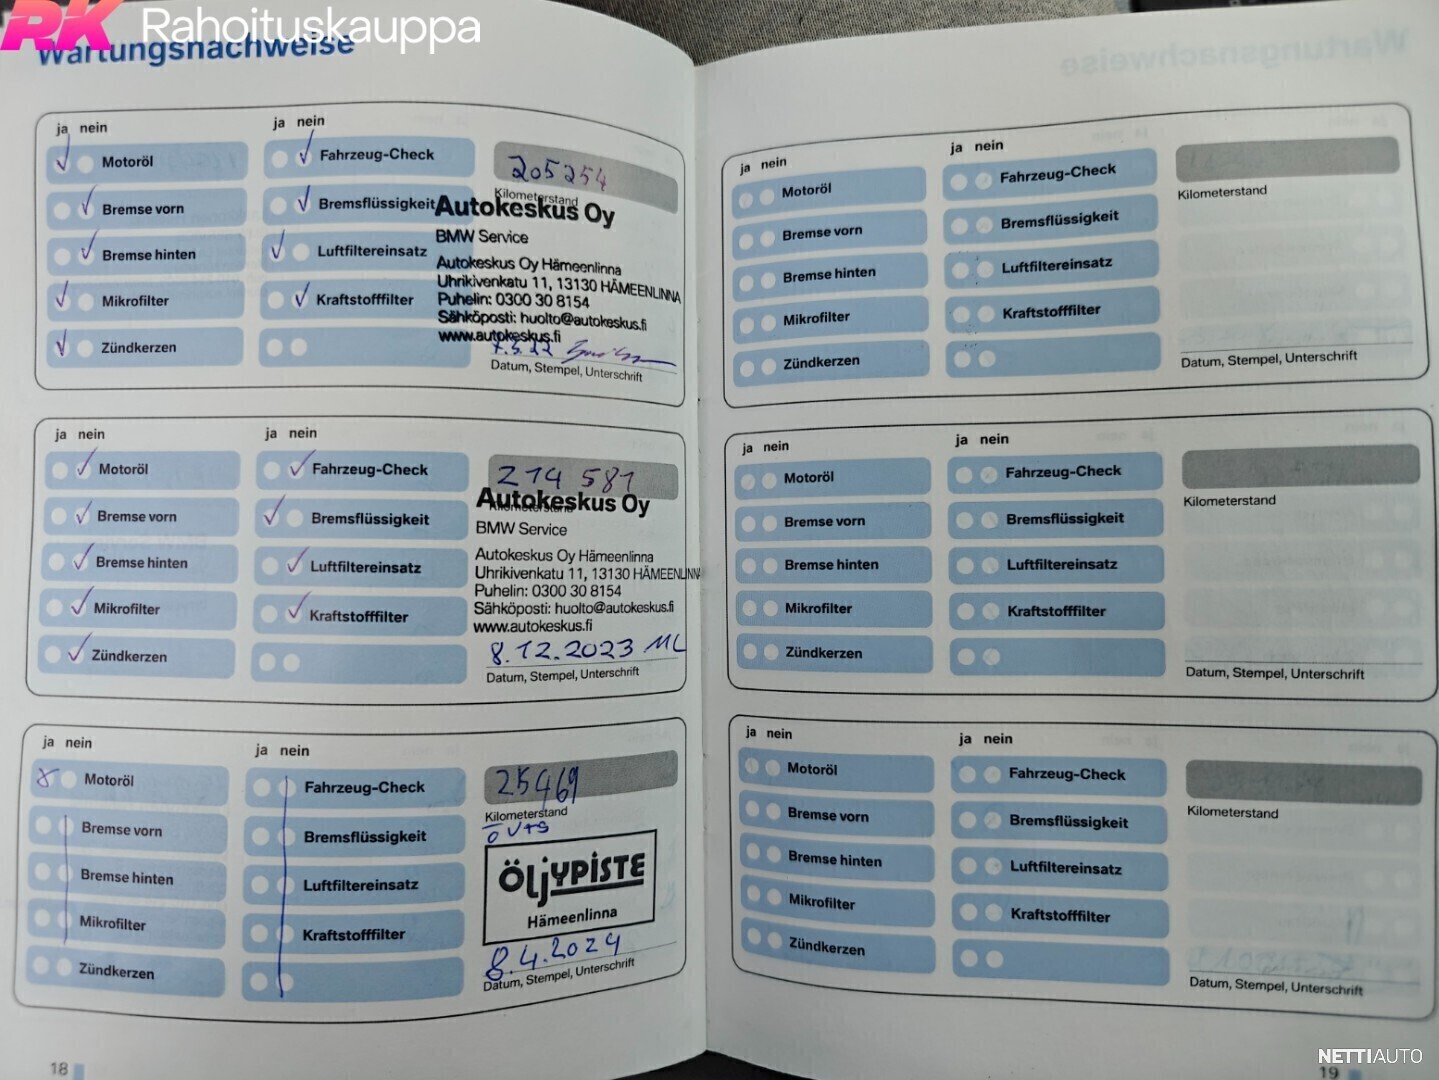 RK Rahoituskauppa
Wartungsnachweise
ja nein
ja nein
Motoröl
Fahrzeug-Check
205254
Kilometerstand
Bremse vorn
Bremsflüssigkeit
Autokeskus Oy
BMW Service
Bremse hinten
Luftfiltereinsatz
Autokeskus Oy Hämeenlinna
Uhrikivenkatu 11, 13130 HÄMEENLINNA
Mikrofilter
Kraftstofffilter
Puhelin: 0300 30 8154
Sähköposti: huolto@autokeskus.fi
www.autokeskus.fi
Zündkerzen
Datum, Stempel, Unterschrift
ja nein
ja nein
Motoröl
Fahrzeug-Check
214 581
Kilometerstand
Autokeskus Oy
Bremse vorn
Bremsflüssigkeit
BMW Service
Autokeskus Oy Hämeenlinna
Bremse hinten
Luftfiltereinsatz
Uhrikivenkatu 11, 13130 HÄMEENLINN
Puhelin: 0300 30 8154
Mikrofilter
Kraftstofffilter
Sähköposti: huolto@autokeskus.fi
www.autokeskus.fi
Zündkerzen
8.12.2023 ML
Datum, Stempel, Unterschrift
ja nein
ja nein
Motoröl
Fahrzeug-Check
25469
Kilometerstand
Bremse vorn
Bremsflüssigkeit
ÖLJYPISTE
Hämeenlinna
Bremse hinten
Luftfiltereinsatz
Mikrofilter
Kraftstofffilter
Zündkerzen
8.4.2024
Datum, Stempel, Unterschrift
18
ja nein
ja nein
Motoröl
Fahrzeug-Check
Kilometerstand
Bremse vorn
Bremsflüssigkeit
Bremse hinten
Luftfiltereinsatz
Mikrofilter
Kraftstofffilter
Zündkerzen
Datum, Stempel, Unterschrift
ja nein
ja nein
Motoröl
Fahrzeug-Check
Kilometerstand
Bremse vorn
Bremsflüssigkeit
Bremse hinten
Luftfiltereinsatz
Mikrofilter
Kraftstofffilter
Zündkerzen
Datum, Stempel, Unterschrift
ja nein
ja nein
Motoröl
Fahrzeug-Check
Kilometerstand
Bremse vorn
Bremsflüssigkeit
Bremse hinten
Luftfiltereinsatz
Mikrofilter
Kraftstofffilter
Zündkerzen
Datum, Stempel, Unterschrift
NETTIAUTO
19